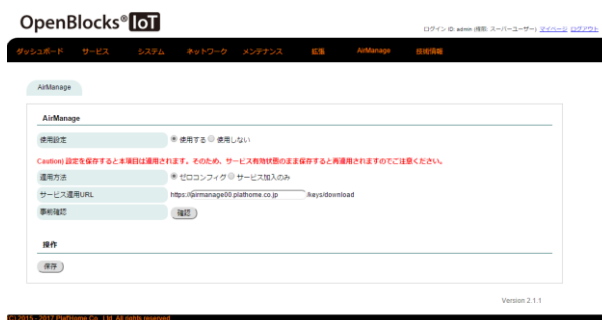 OpenBlocks® IoT
ログイン ID: admin (権限: スーパーユーザー) マイページ ログアウト
ダッシュボード サービス システム ネットワーク メンテナンス 拡張 AirManage 技術情報
AirManage
AirManage
使用設定 使用する 使用しない
Caution) 設定を保存すると本項目は適用されます。そのため、サービス有効状態のまま保存すると再適用されますのでご注意ください。
適用方法 ゼロコンフィグ サービス加入のみ
サービス運用URL https://airmanage00.plathome.co.jp /keys/download
事前確認 確認
操作
保存
Version 2.1.1
(C) 2015 - 2017 PlatHome Co., Ltd. All rights reserved.